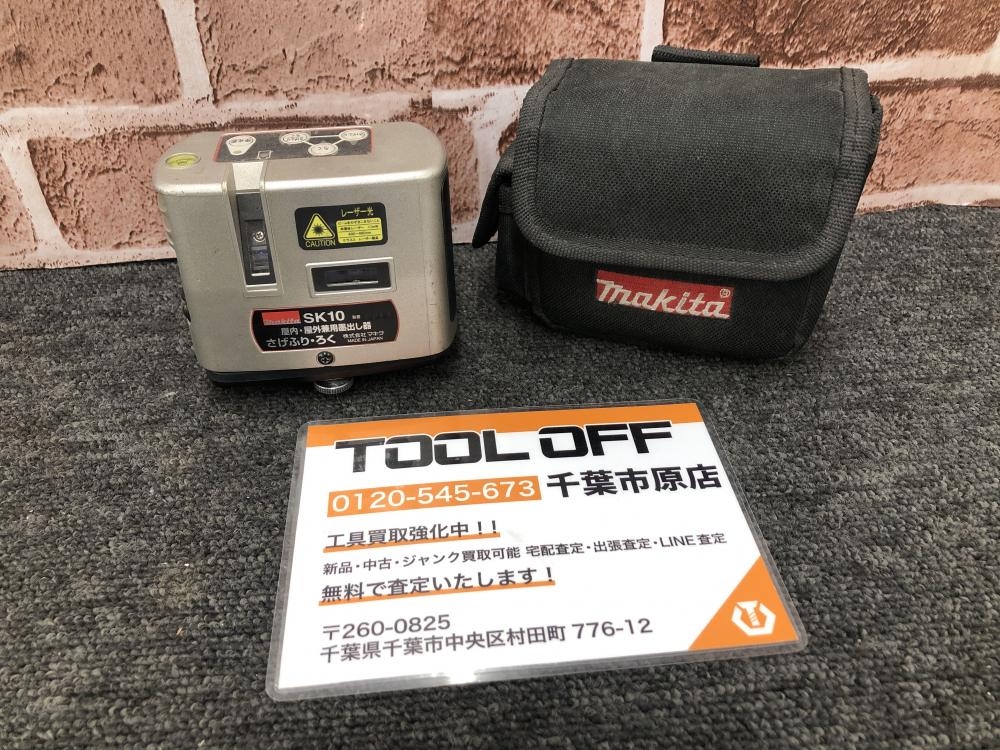 レーザー光
CAUTION
makita SK10
屋内・屋外兼用墨出し器
さげふり・ろく 株式会社マキタ
MADE IN JAPAN
makita®
TOOL OFF
0120-545-673 千葉市原店
工具買取強化中!!
新品・中古・ジャンク買取可能 宅配査定・出張査定・LINE査定
無料で査定いたします!
〒260-0825
千葉県千葉市中央区村田町 776-12